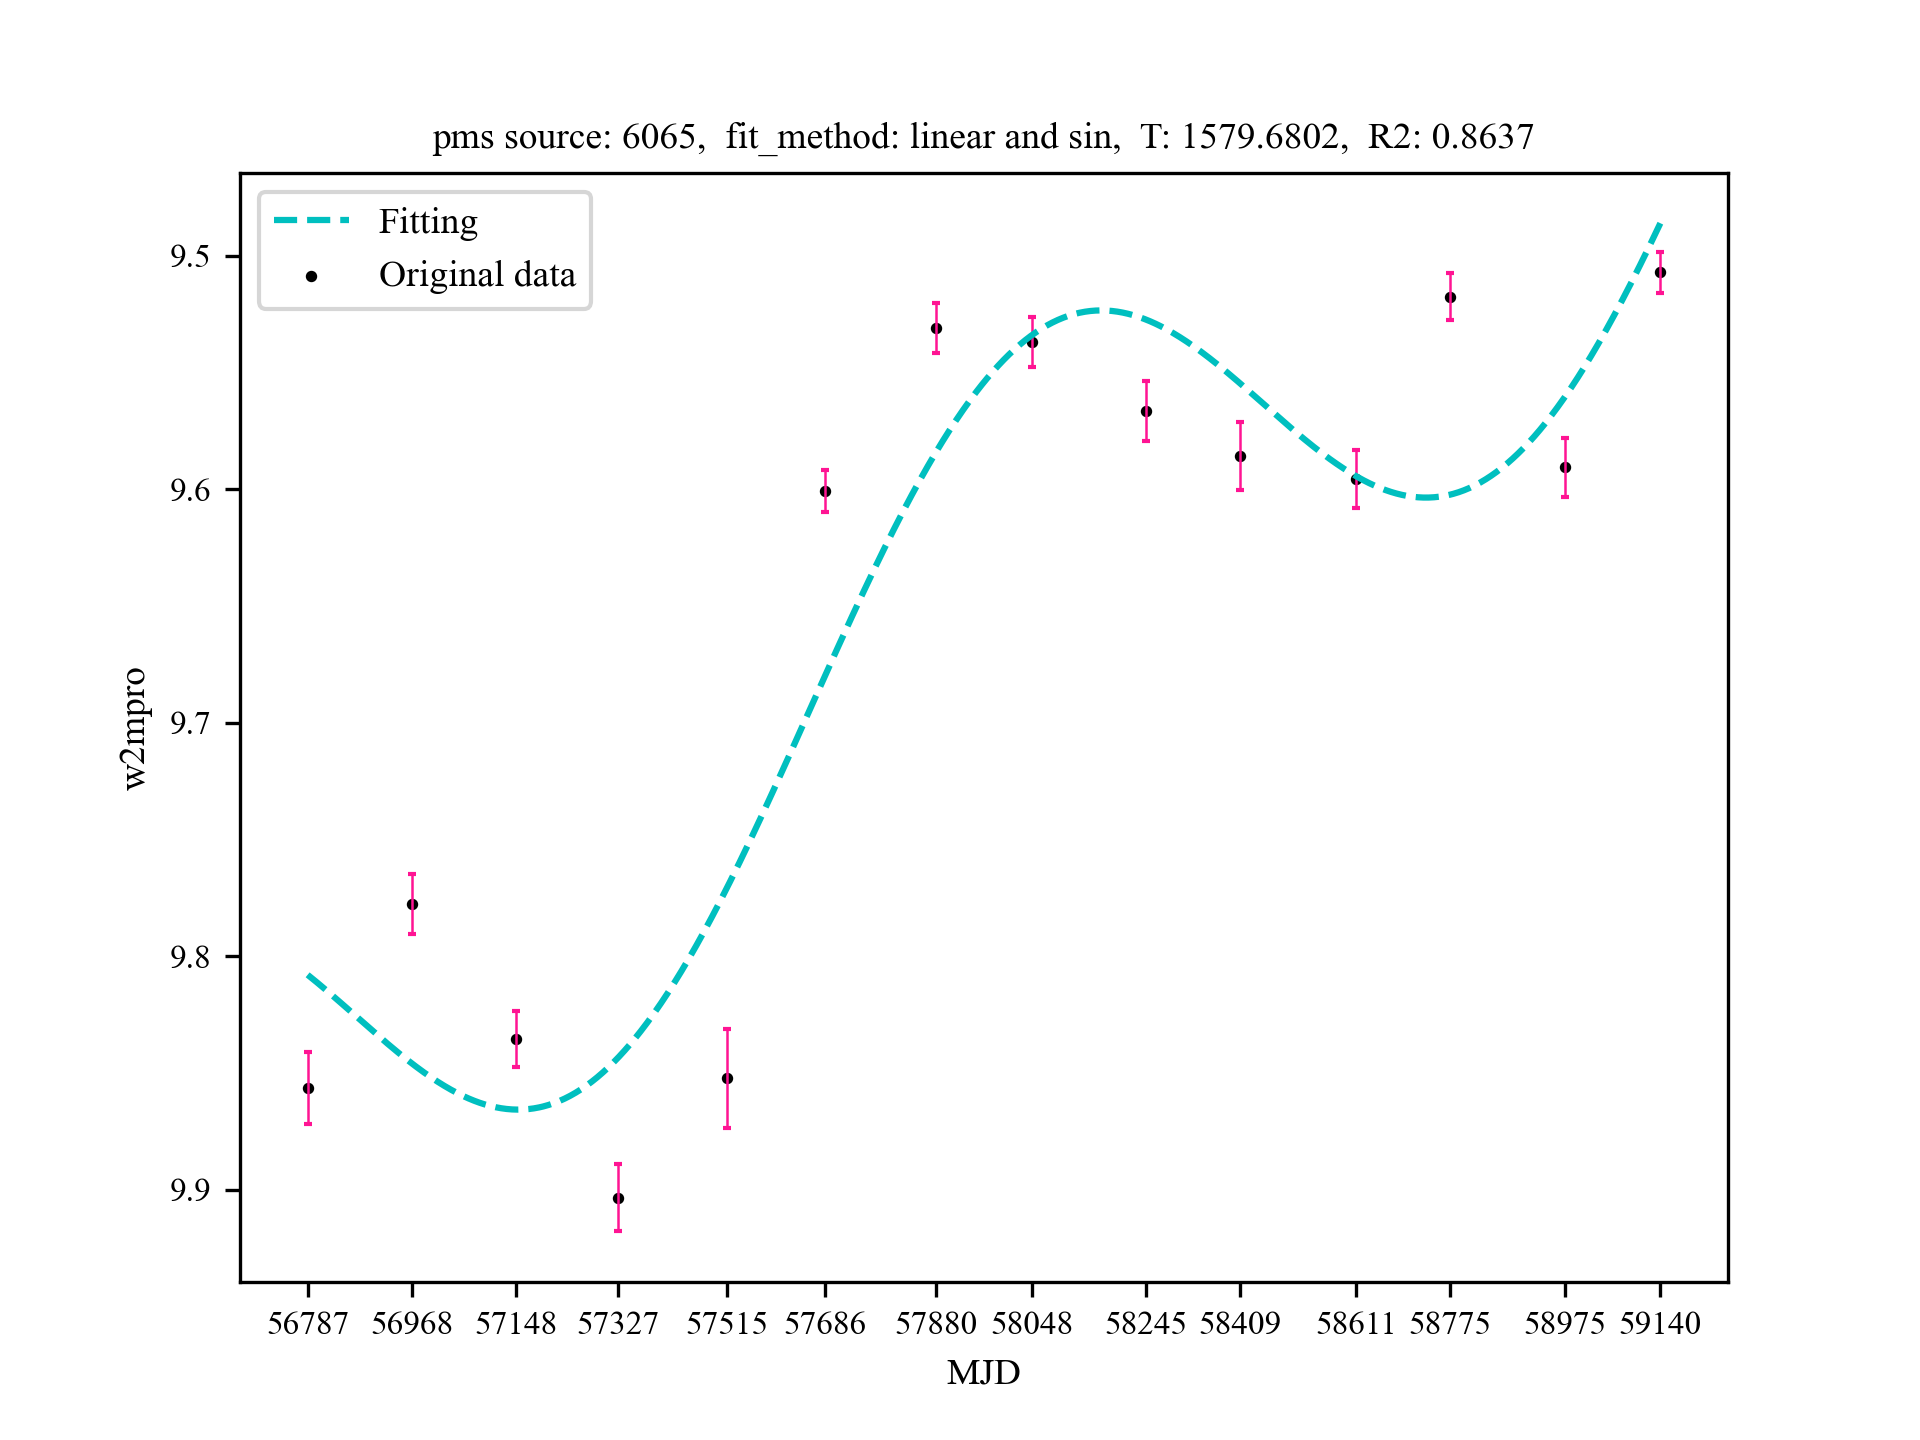 pms source: 6065,  fit_method: linear and sin,  T: 1579.6802,  R2: 0.8637
Fitting
Original data
9.5
9.6
9.7
9.8
9.9
w2mpro
56787 56968 57148 57327 57515 57686 57880 58048 58245 58409 58611 58775 58975 59140
MJD